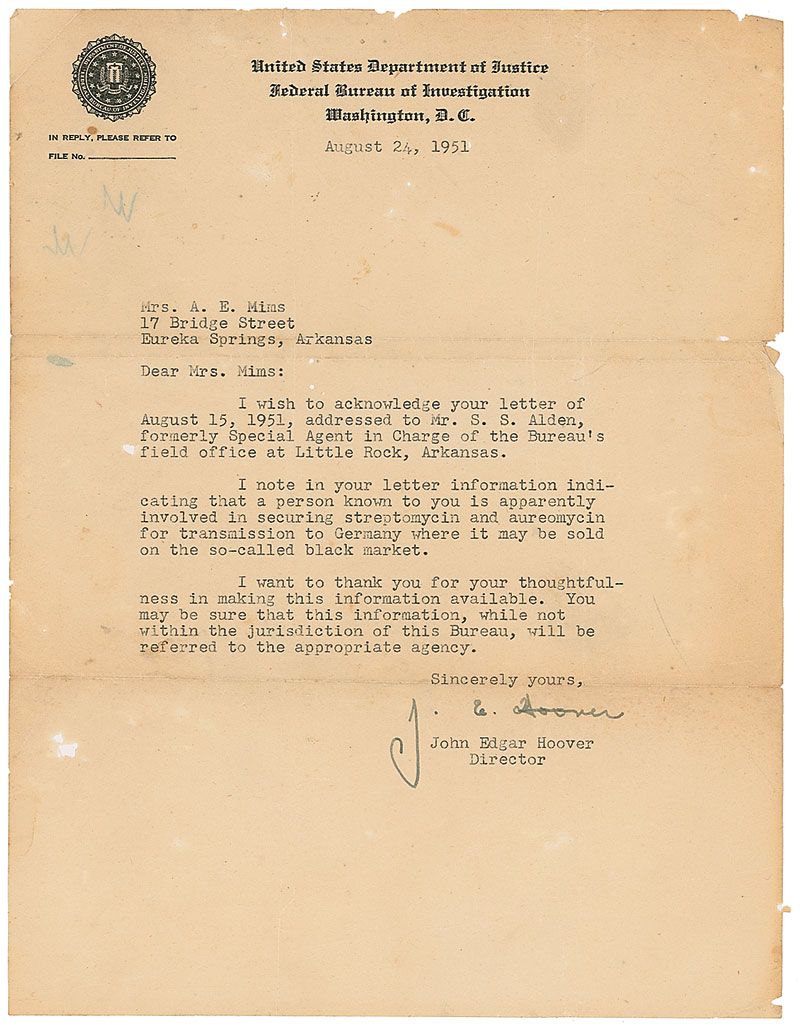 United States Department of Justice
Federal Bureau of Investigation
Washington, D. C.
IN REPLY, PLEASE REFER TO
FILE No.
August 24, 1951
Mrs. A. E. Mims
17 Bridge Street
Eureka Springs, Arkansas
Dear Mrs. Mims:
I wish to acknowledge your letter of
August 15, 1951, addressed to Mr. S. S. Alden,
formerly Special Agent in Charge of the Bureau's
field office at Little Rock, Arkansas.
I note in your letter information indi-
cating that a person known to you is apparently
involved in securing streptomycin and aureomycin
for transmission to Germany where it may be sold
on the so-called black market.
I want to thank you for your thoughtful-
ness in making this information available. You
may be sure that this information, while not
within the jurisdiction of this Bureau, will be
referred to the appropriate agency.
Sincerely yours,
J. E. Hoover
John Edgar Hoover
Director